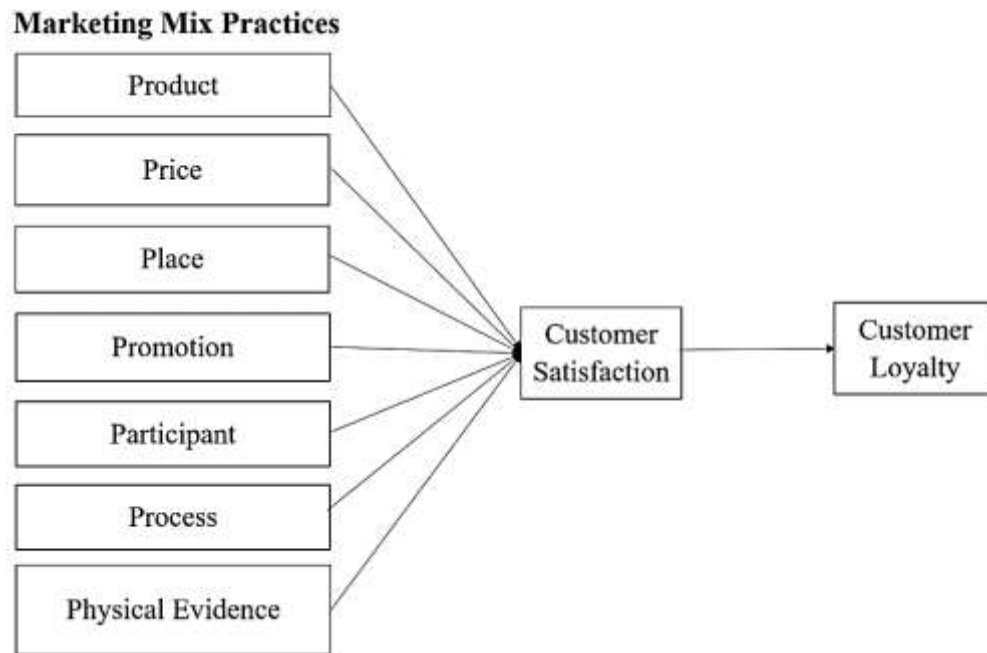 Marketing Mix Practices
Product
Price
Place
Promotion
Participant
Process
Physical Evidence
Customer
Satisfaction
Customer
Loyalty